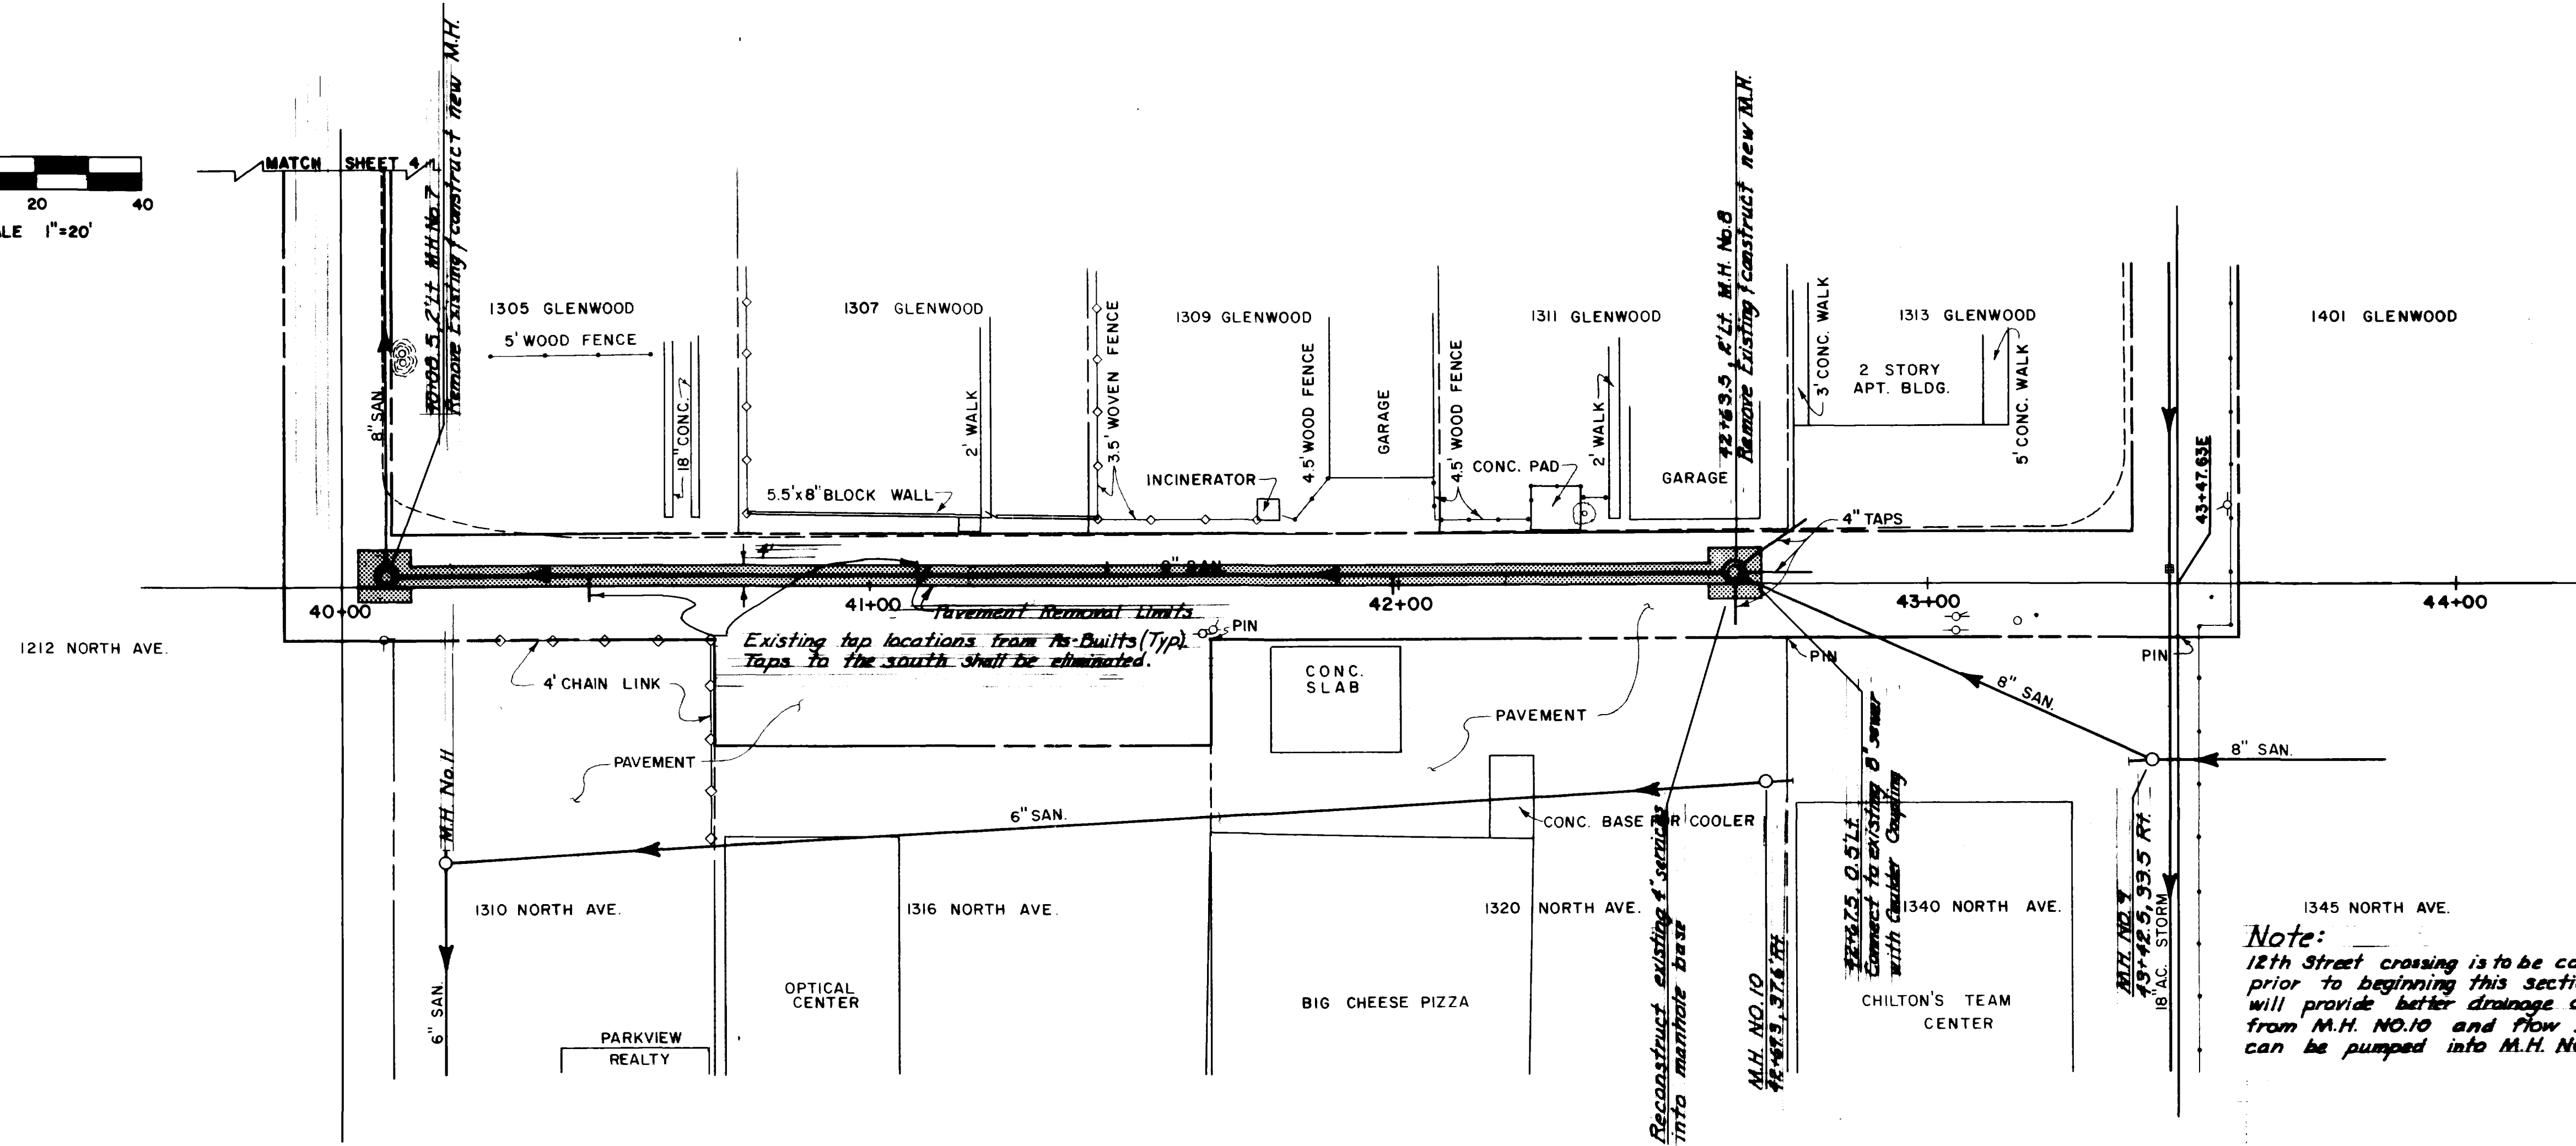 MATCH SHEET 4
20 40
1"=20'
40+08.5, 2' Lt M.H. No. 7
Remove Existing & construct new M.H.
42+63.5, 2' Lt. M.H. No. 8
Remove Existing & construct new M.H.
1305 GLENWOOD
5' WOOD FENCE
1307 GLENWOOD
1309 GLENWOOD
1311 GLENWOOD
1313 GLENWOOD
1401 GLENWOOD
8" SAN.
18" CONC.
2' WALK
3.5' WOVEN FENCE
4.5' WOOD FENCE
GARAGE
4.5' WOOD FENCE
2' WALK
3' CONC. WALK
2 STORY
APT. BLDG.
5' CONC. WALK
5.5'x8" BLOCK WALL
INCINERATOR
CONC. PAD
GARAGE
43+47.63E
4" TAPS
4'
8" SAN.
40+00
41+00
42+00
43+00
44+00
Pavement Removal Limits
Existing tap locations from As-Builts (Typ).
Taps to the south shall be eliminated.
PIN
PIN
PIN
1212 NORTH AVE.
4' CHAIN LINK
CONC.
SLAB
8" SAN.
PAVEMENT
PAVEMENT
8" SAN.
M.H. No. 11
6" SAN.
CONC. BASE FOR COOLER
Reconstruct existing 4" services
into manhole base
M.H. NO. 10
42+69.3, 37.6' Rt
42+67.5, 0.5' Lt
Connect to existing 8" sewer
with Caulder Coupling
M.H. NO. 9
43+42.5, 33.5 Rt.
18" A.C. STORM
1310 NORTH AVE.
1316 NORTH AVE.
1320 NORTH AVE.
1340 NORTH AVE.
1345 NORTH AVE.
6" SAN.
OPTICAL
CENTER
BIG CHEESE PIZZA
CHILTON'S TEAM
CENTER
PARKVIEW
REALTY
Note:
12th Street crossing is to be
prior to beginning this
will provide better drainage
from M.H. NO. 10 and flow
can be pumped into M.H.